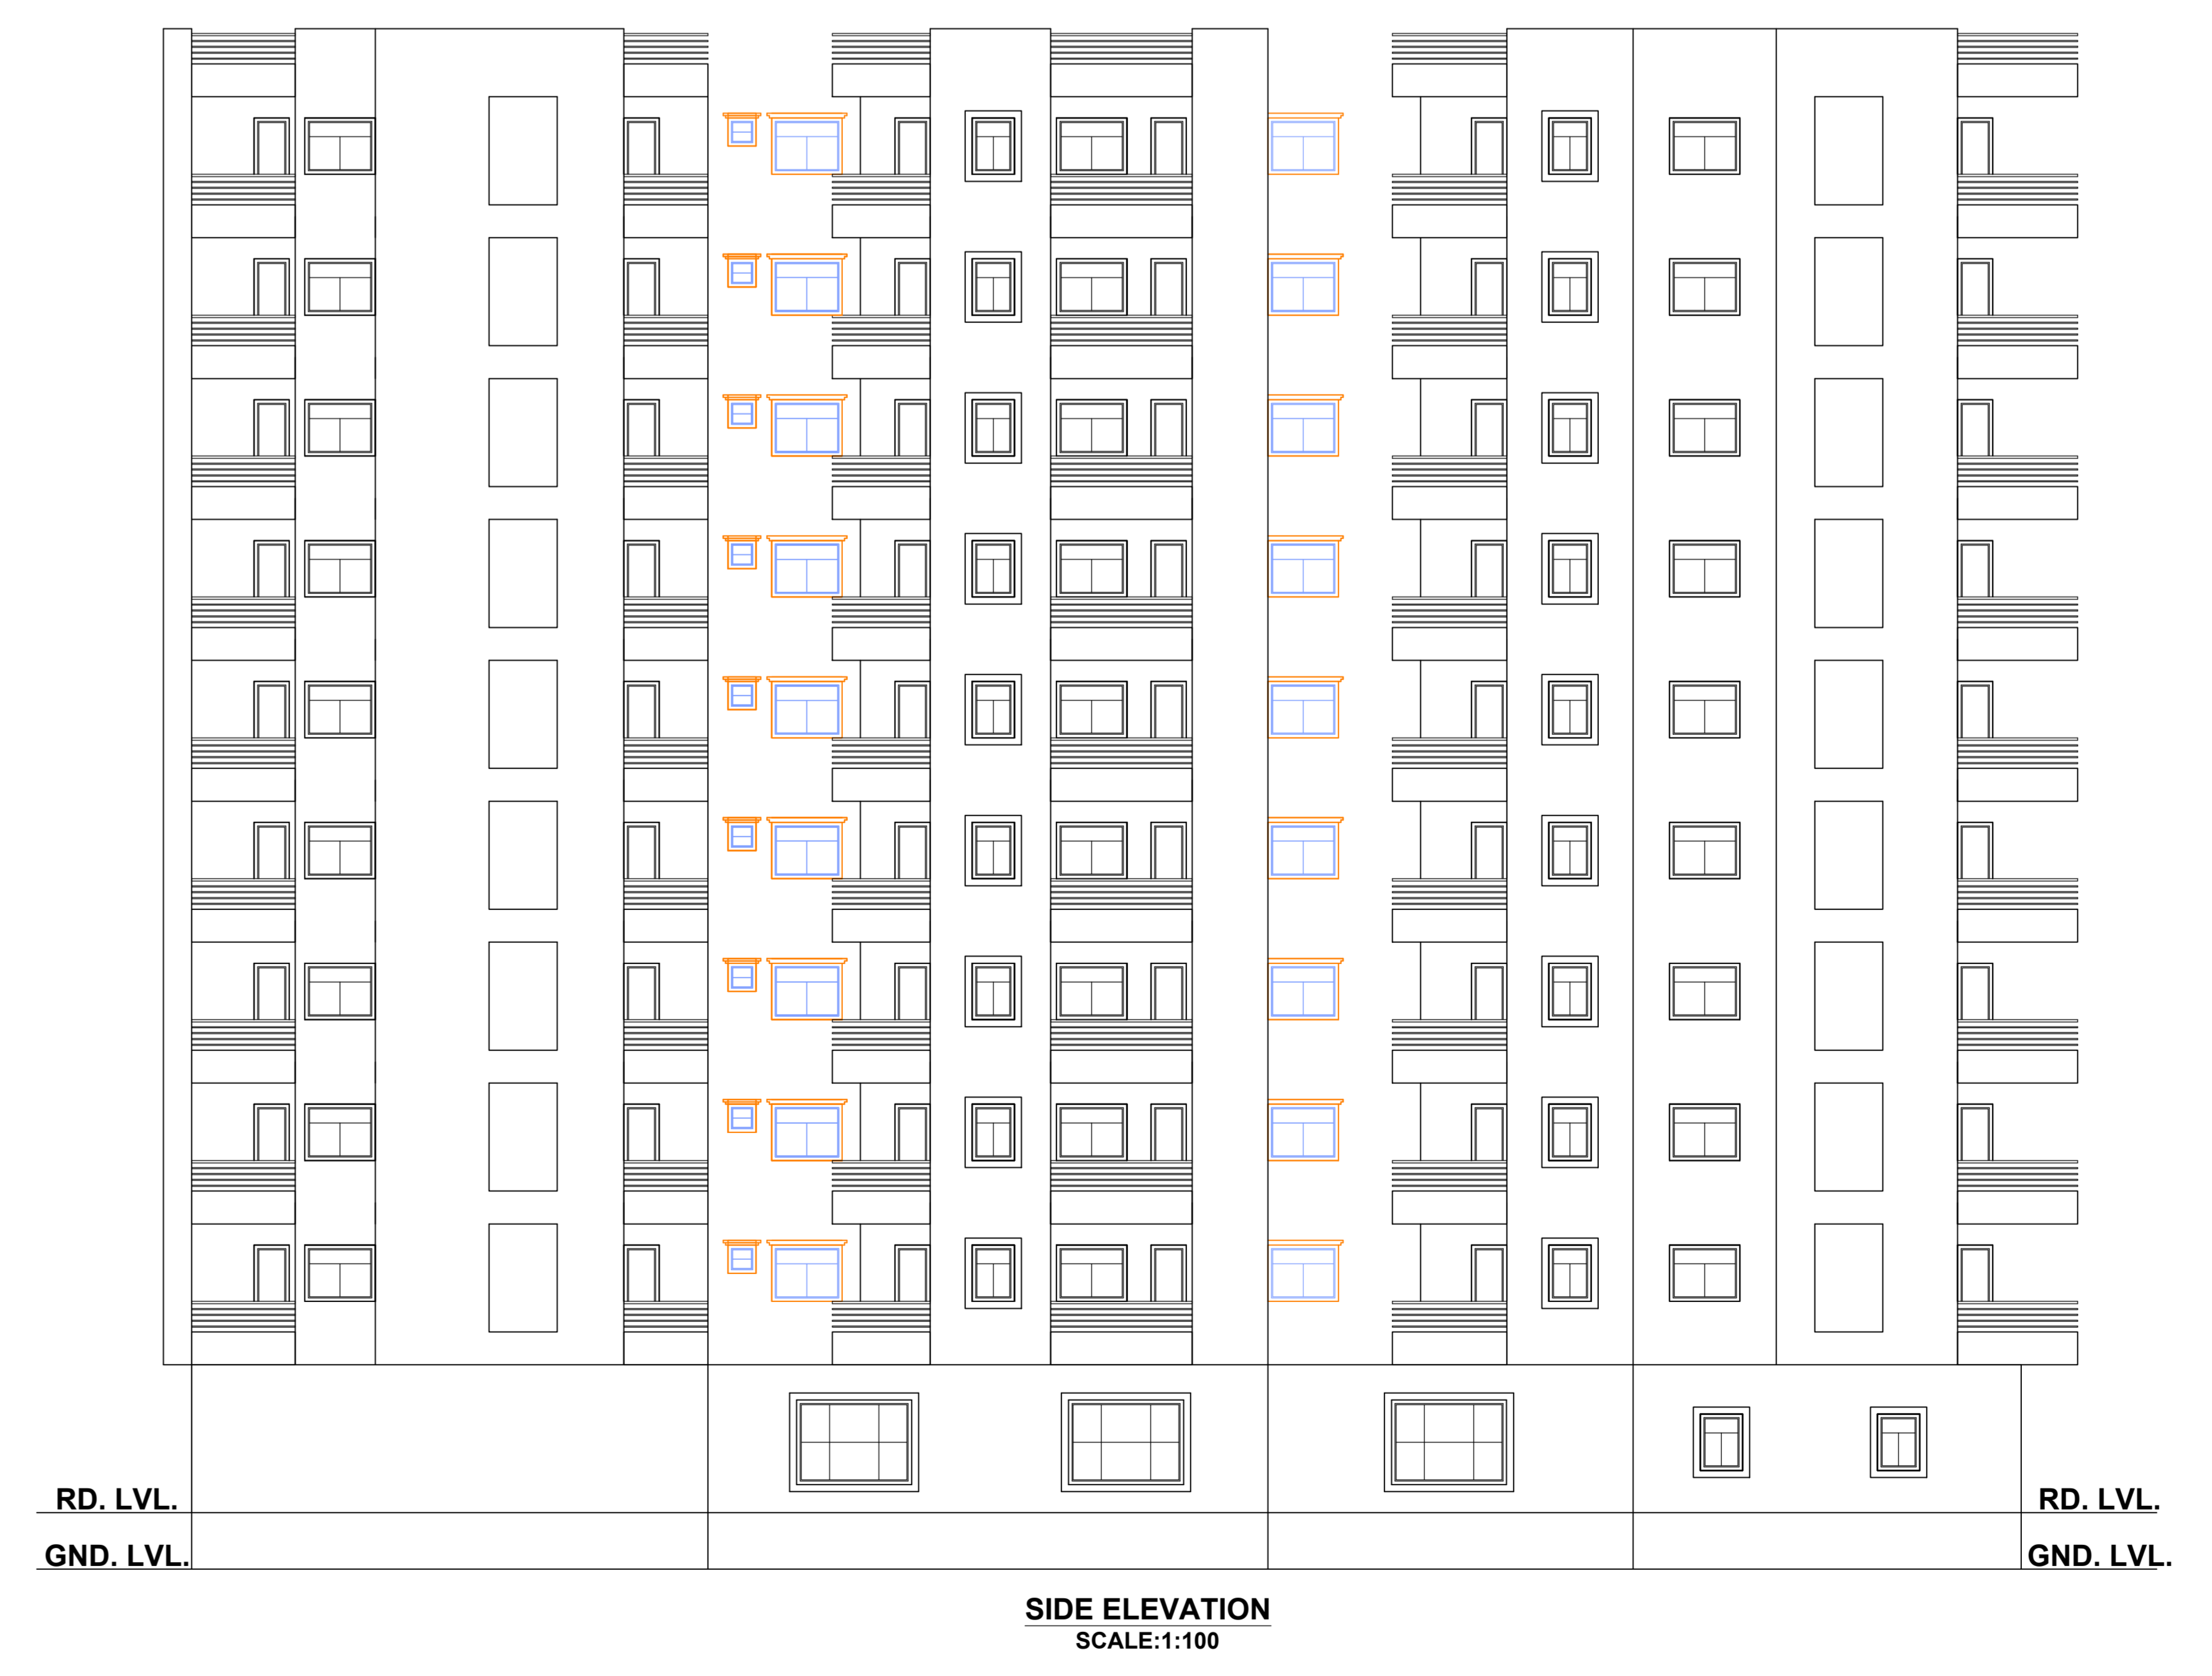 RD. LVL.
RD. LVL.
GND. LVL.
GND. LVL.
SIDE ELEVATION
SCALE:1:100